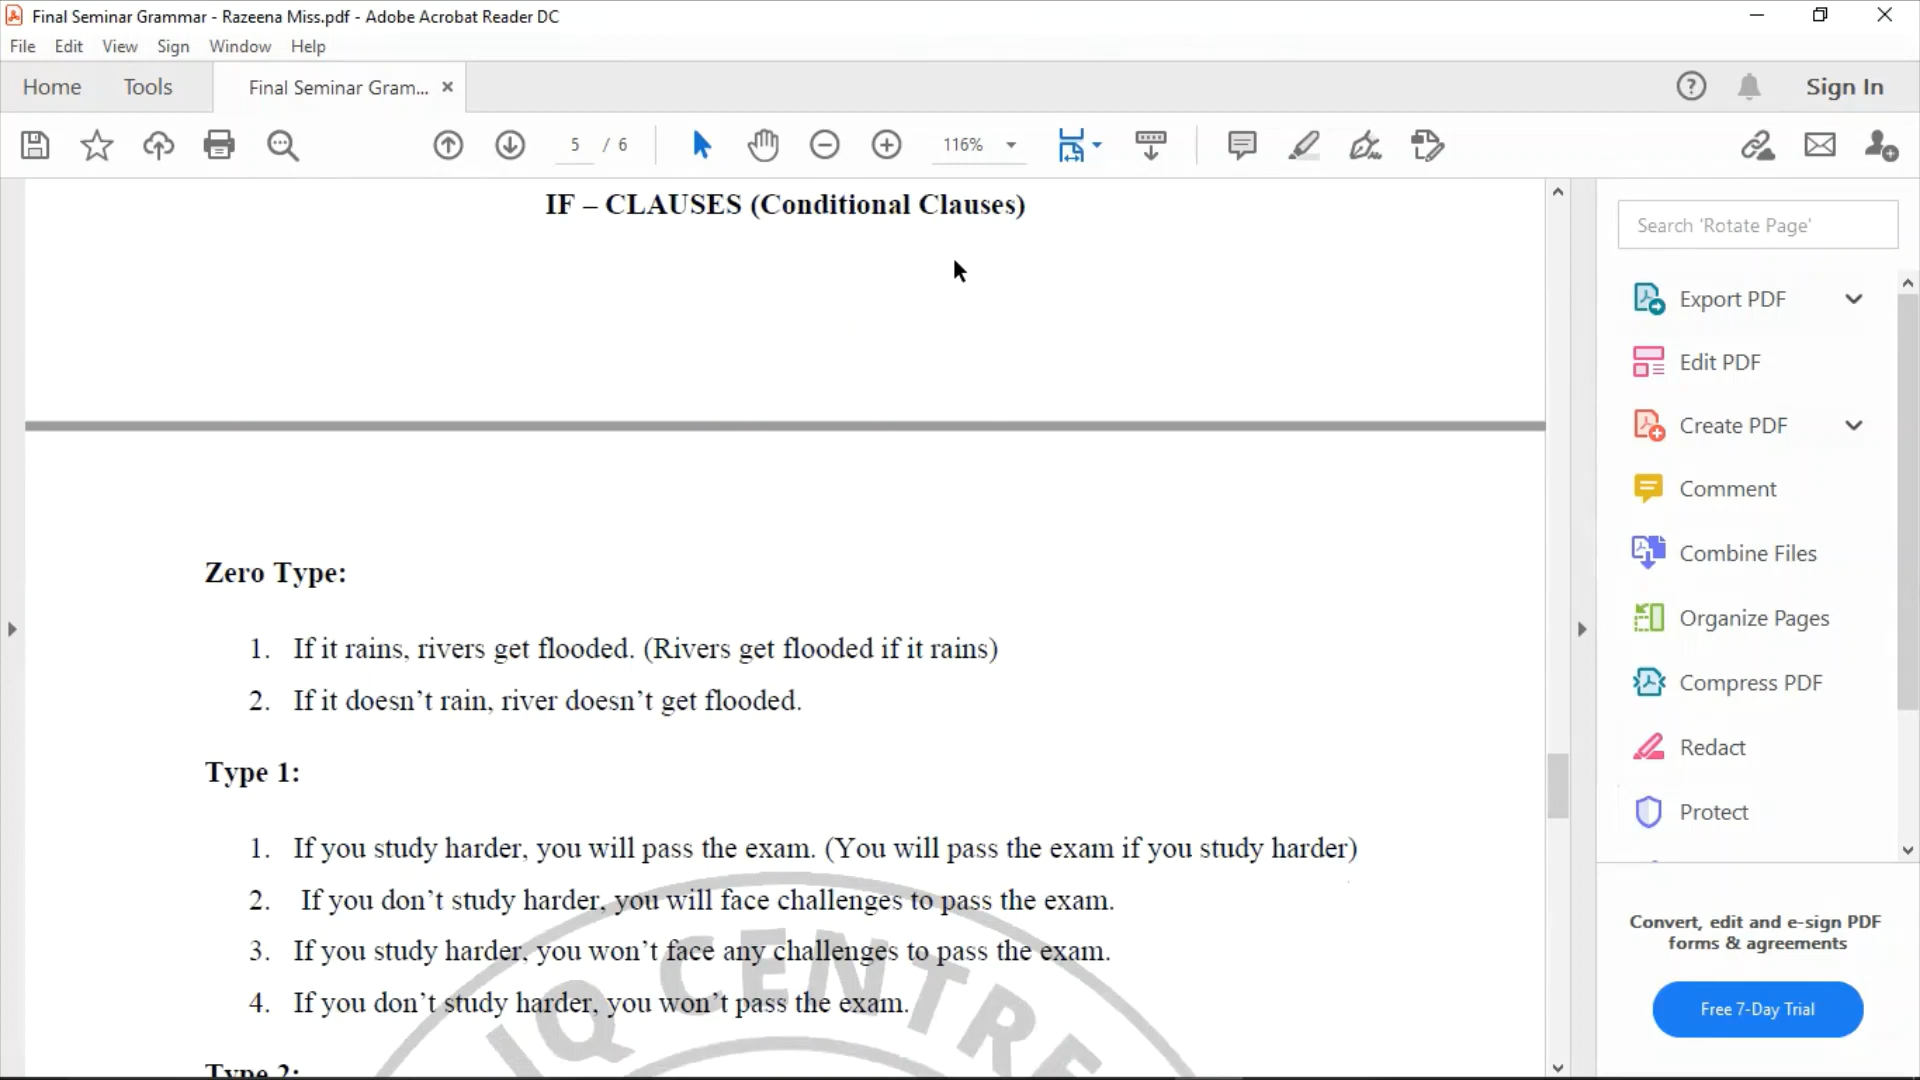 Final Seminar Grammar - Razeena Miss.pdf - Adobe Acrobat Reader DC
File Edit View Sign Window Help
Home Tools Final Seminar Gram... × Sign In
5 / 6 116%
IF – CLAUSES (Conditional Clauses)
Zero Type:
1. If it rains, rivers get flooded. (Rivers get flooded if it rains)
2. If it doesn't rain, river doesn't get flooded.
Type 1:
1. If you study harder, you will pass the exam. (You will pass the exam if you study harder)
2. If you don't study harder, you will face challenges to pass the exam.
3. If you study harder, you won't face any challenges to pass the exam.
4. If you don't study harder, you won't pass the exam.
Type 2:
IQ CENTRE
Search 'Rotate Page'
Export PDF
Edit PDF
Create PDF
Comment
Combine Files
Organize Pages
Compress PDF
Redact
Protect
Convert, edit and e-sign PDF
forms & agreements
Free 7-Day Trial